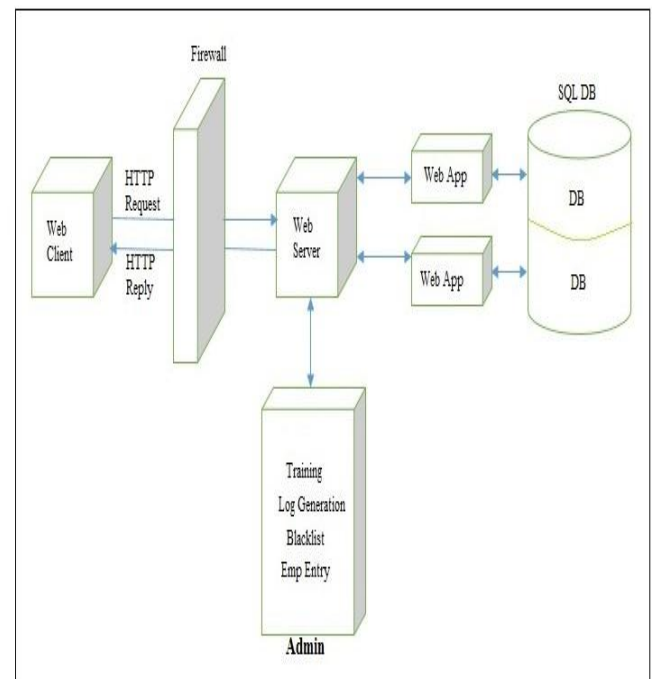 Firewall
SQL DB
HTTP
Request
Web
Client
HTTP
Reply
Web
Server
Web App
Web App
DB
DB
Training
Log Generation
Blacklist
Emp Entry
Admin